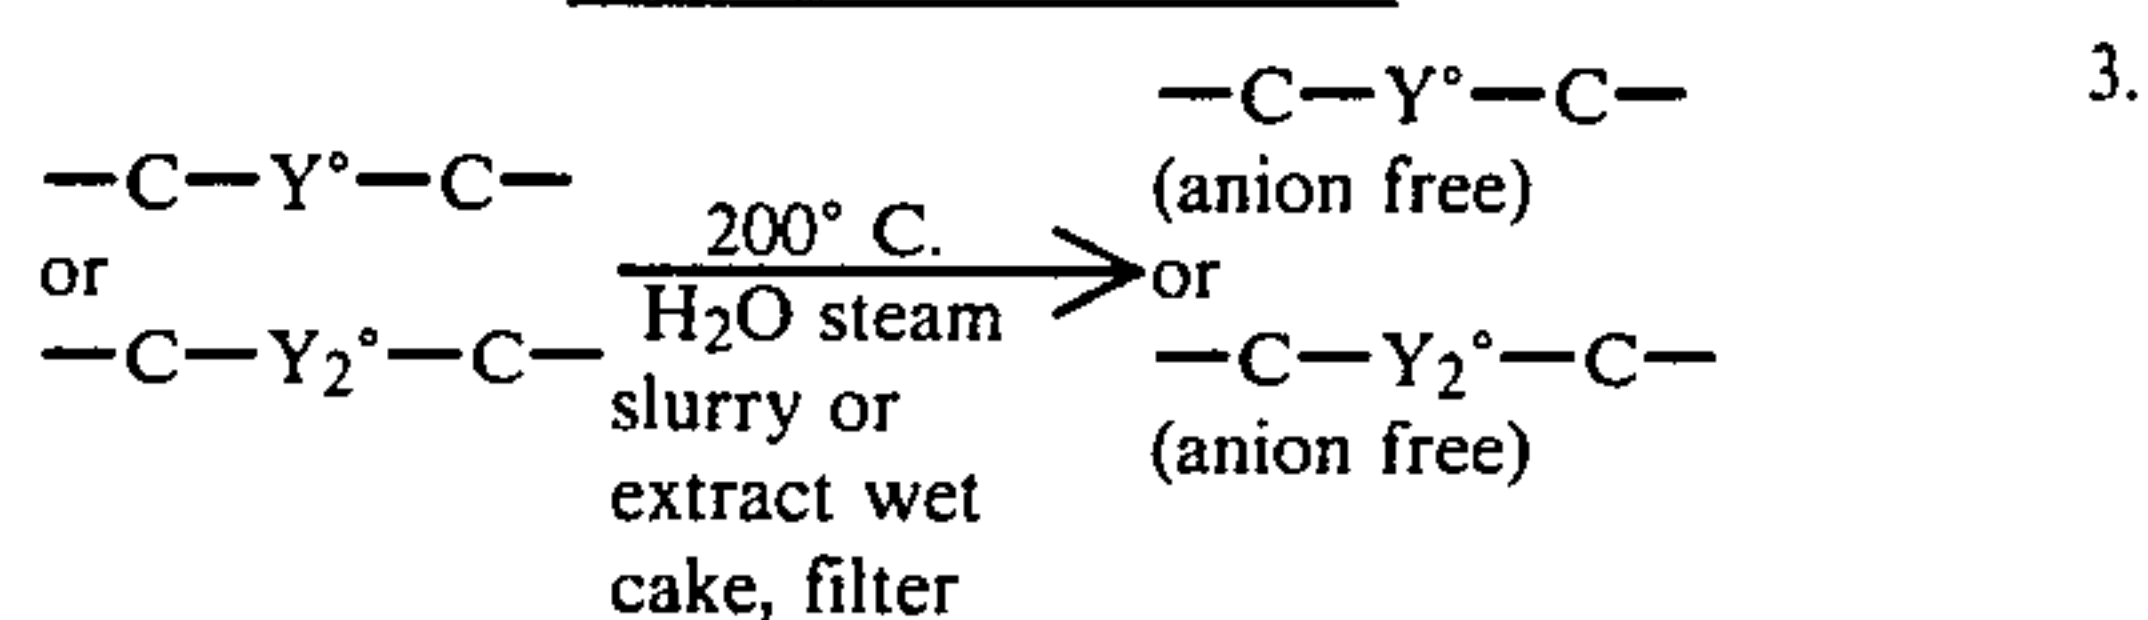 3.
—C—Y°—C—
or
—C—Y₂°—C—
200° C.
H₂O steam
slurry or
extract wet
cake, filter
—C—Y°—C—
(anion free)
or
—C—Y₂°—C—
(anion free)